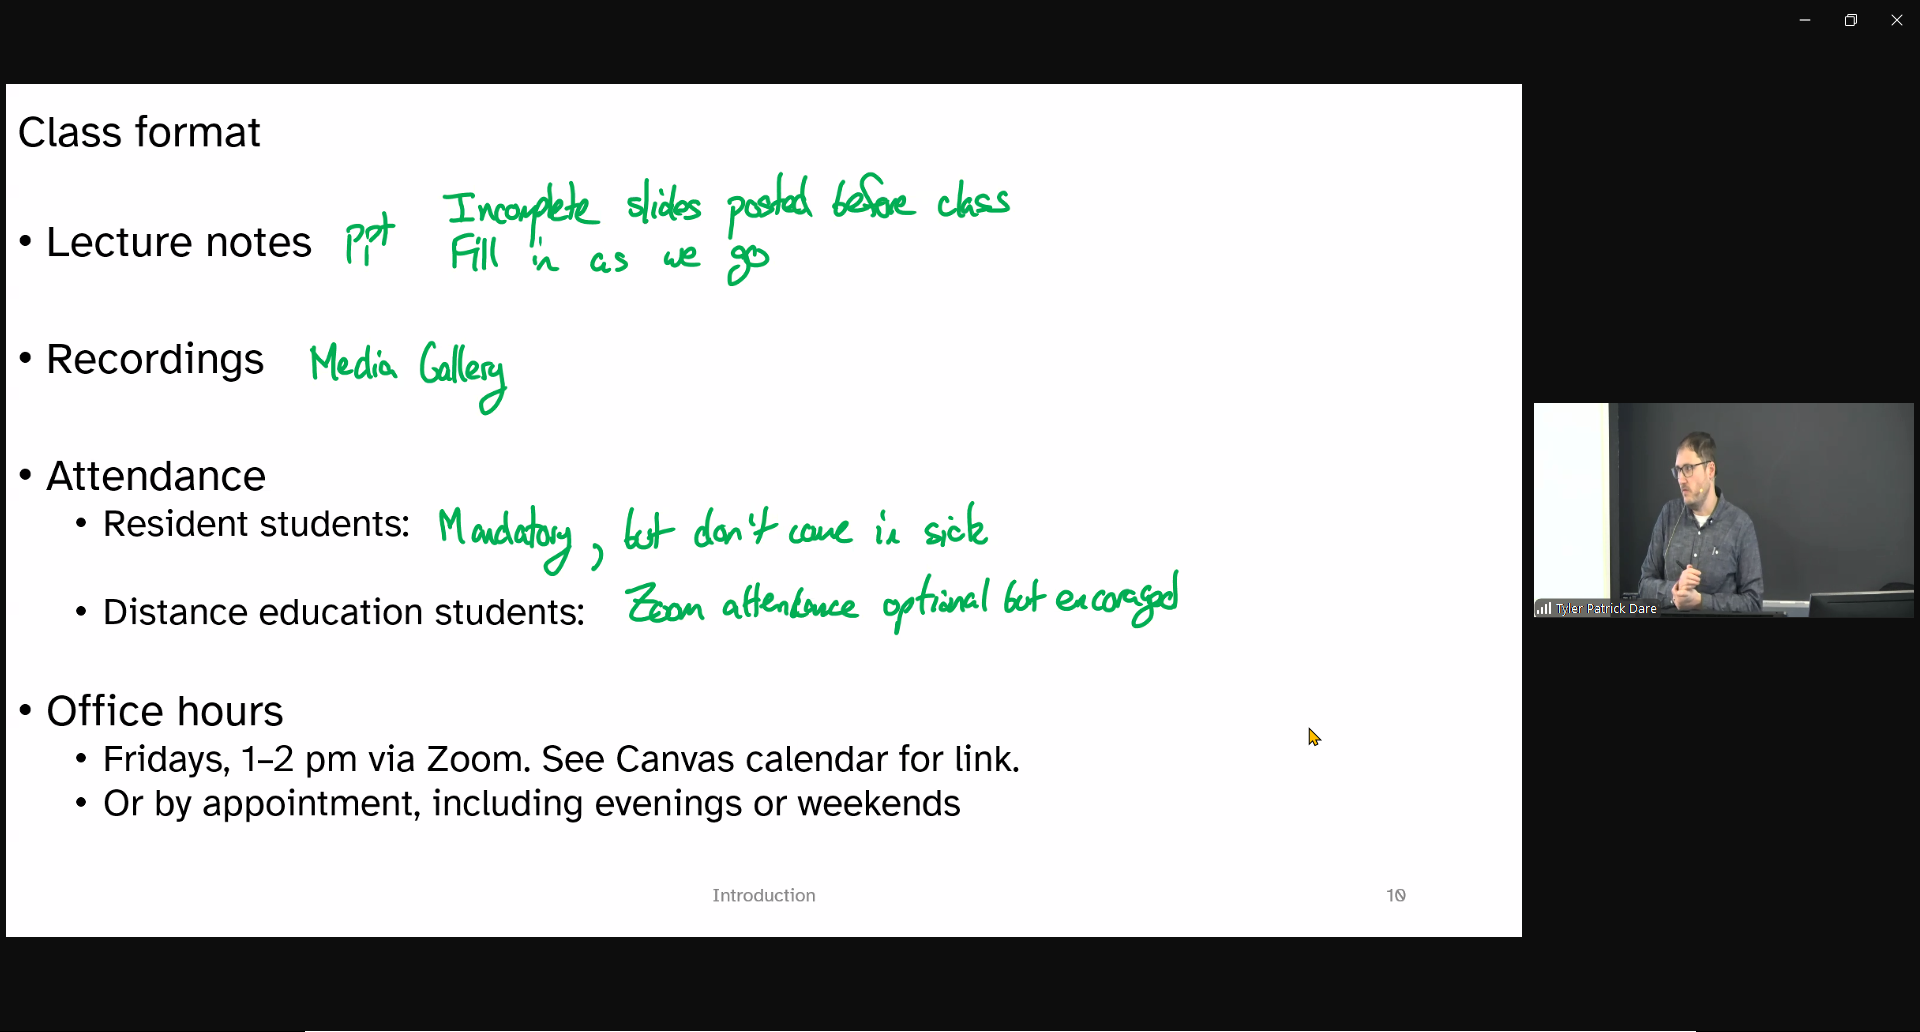 Class format
Incomplete slides posted before class
• Lecture notes ppt Fill in as we go
• Recordings Media Gallery
• Attendance
• Resident students: Mandatory, but don't come in sick
• Distance education students: Zoom attendance optional but encoraged
• Office hours
• Fridays, 1–2 pm via Zoom. See Canvas calendar for link.
• Or by appointment, including evenings or weekends
Introduction 10
Tyler Patrick Dare